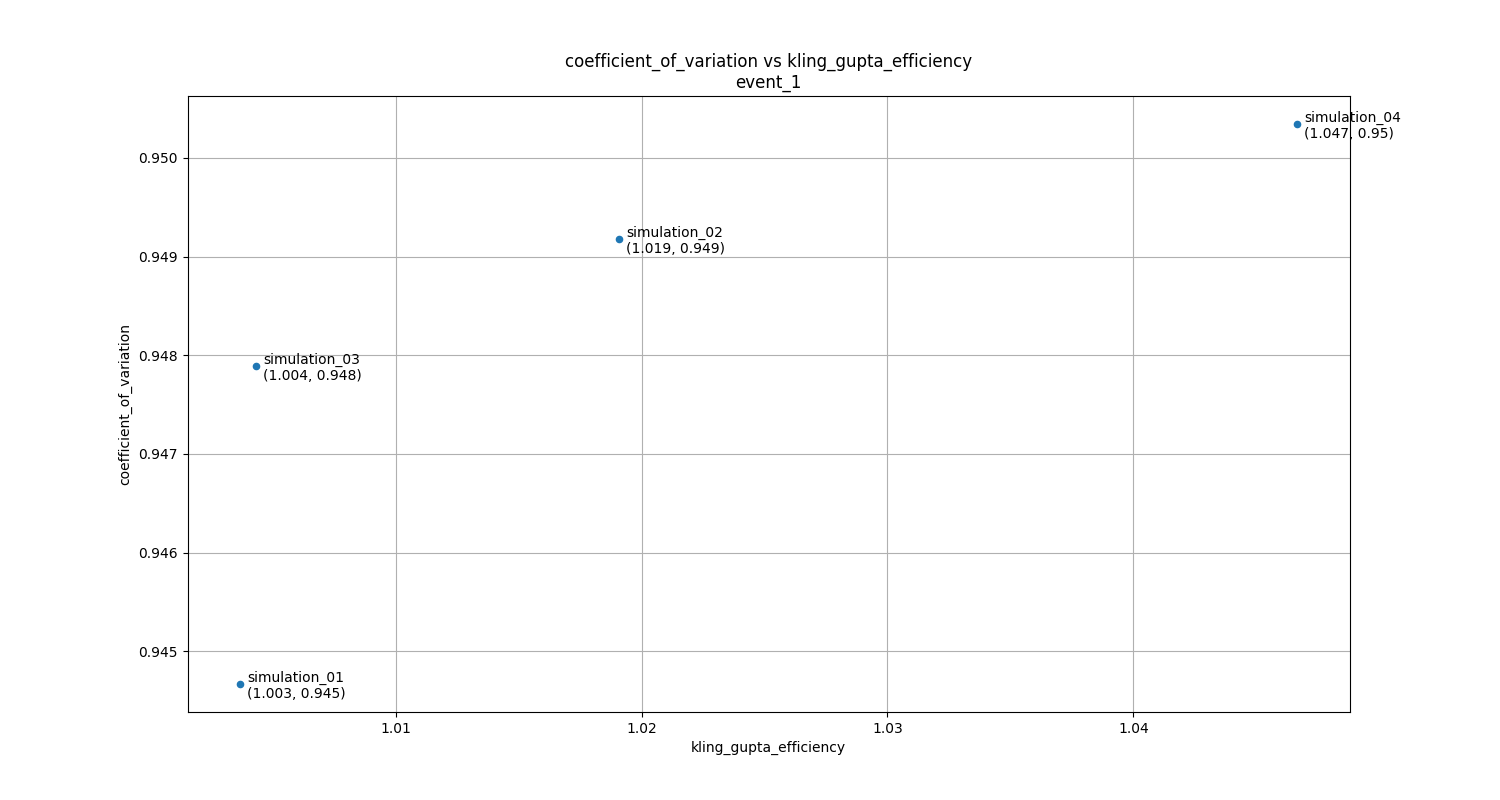 coefficient_of_variation vs kling_gupta_efficiency
event_1
coefficient_of_variation
0.950
0.949
0.948
0.947
0.946
0.945
simulation_04
(1.047, 0.95)
simulation_02
(1.019, 0.949)
simulation_03
(1.004, 0.948)
simulation_01
(1.003, 0.945)
1.01
1.02
1.03
1.04
kling_gupta_efficiency